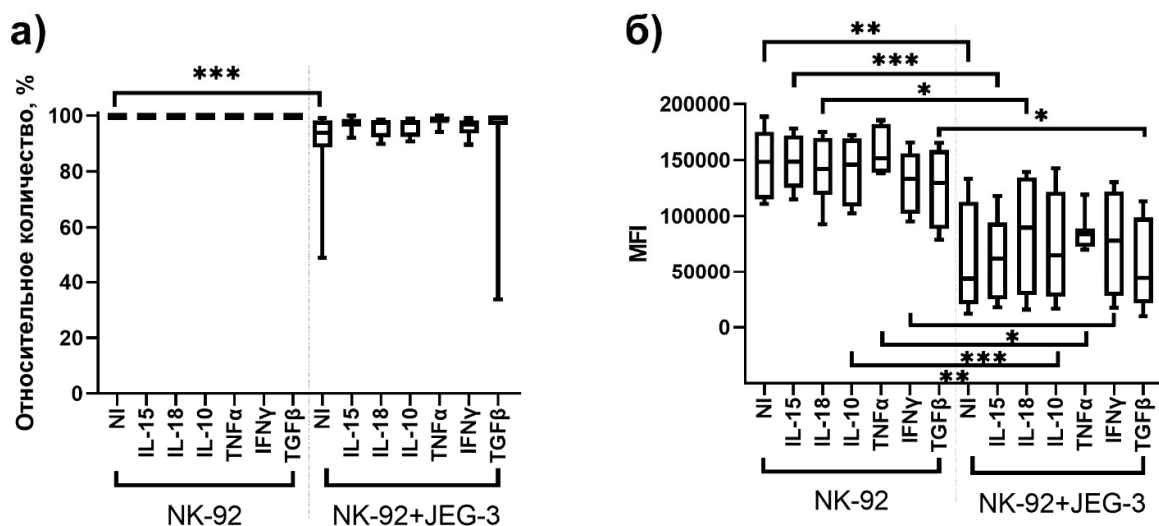 а)
Относительное количество, %
***
100
80
60
40
20
0
NI
IL-15
IL-18
IL-10
TNFα
IFNγ
TGFβ
NI
IL-15
IL-18
IL-10
TNFα
IFNγ
TGFβ
NK-92
NK-92+JEG-3
б)
MFI
**
***
*
*
200000
150000
100000
50000
0
*
***
**
NI
IL-15
IL-18
IL-10
TNFα
IFNγ
TGFβ
NI
IL-15
IL-18
IL-10
TNFα
IFNγ
TGFβ
NK-92
NK-92+JEG-3